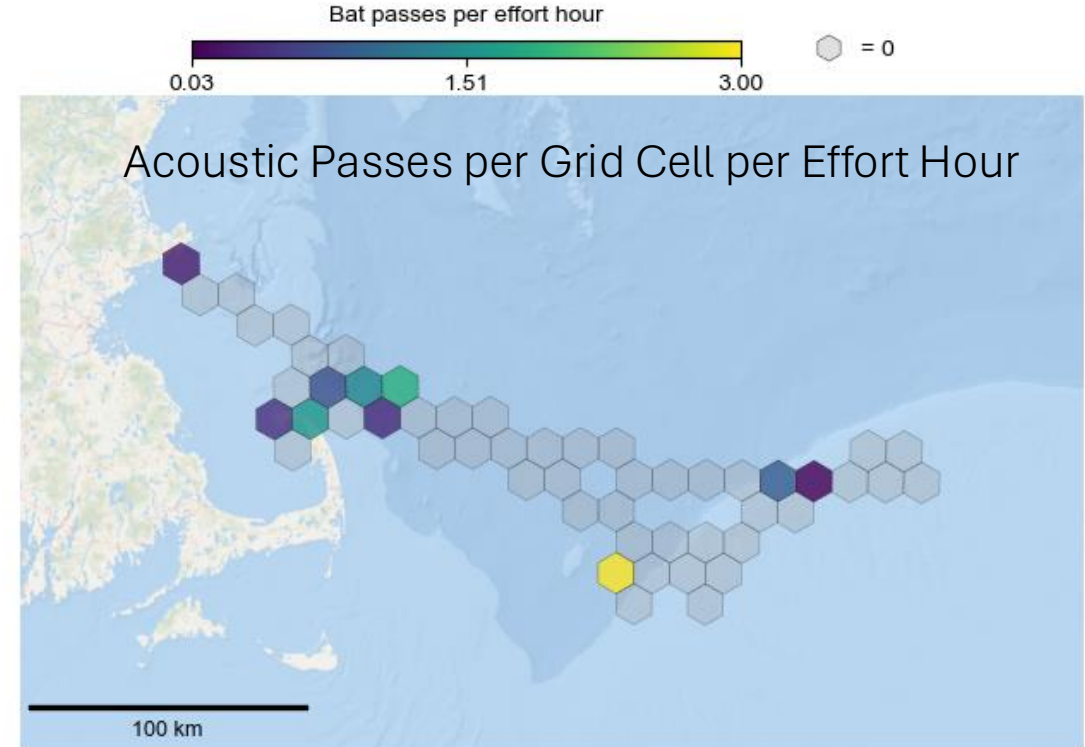 Bat passes per effort hour
= 0
0.03 1.51 3.00
Acoustic Passes per Grid Cell per Effort Hour
100 km